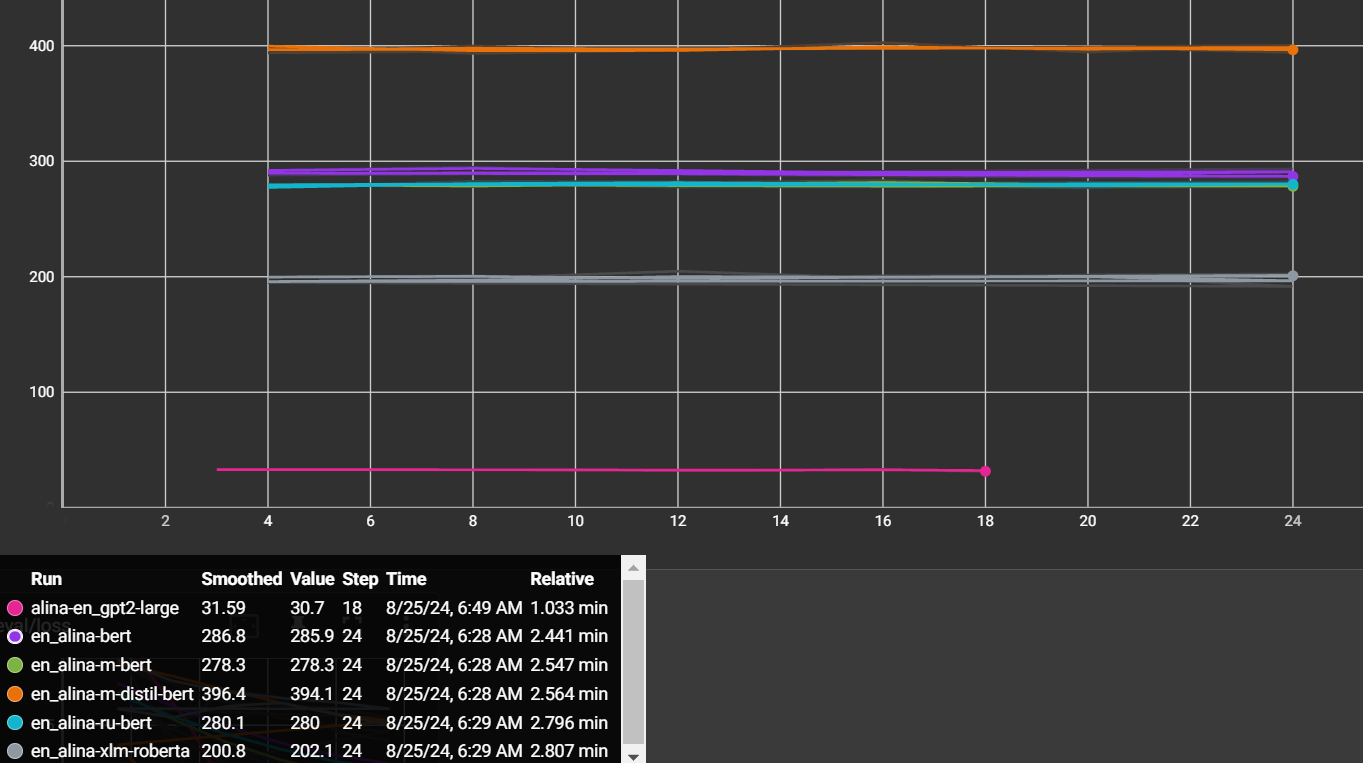 400
300
200
100
0
2 4 6 8 10 12 14 16 18 20 22 24
Run Smoothed Value Step Time Relative
alina-en_gpt2-large 31.59 30.7 18 8/25/24, 6:49 AM 1.033 min
eval/loss
en_alina-bert 286.8 285.9 24 8/25/24, 6:28 AM 2.441 min
en_alina-m-bert 278.3 278.3 24 8/25/24, 6:28 AM 2.547 min
en_alina-m-distil-bert 396.4 394.1 24 8/25/24, 6:28 AM 2.564 min
en_alina-ru-bert 280.1 280 24 8/25/24, 6:29 AM 2.796 min
en_alina-xlm-roberta 200.8 202.1 24 8/25/24, 6:29 AM 2.807 min